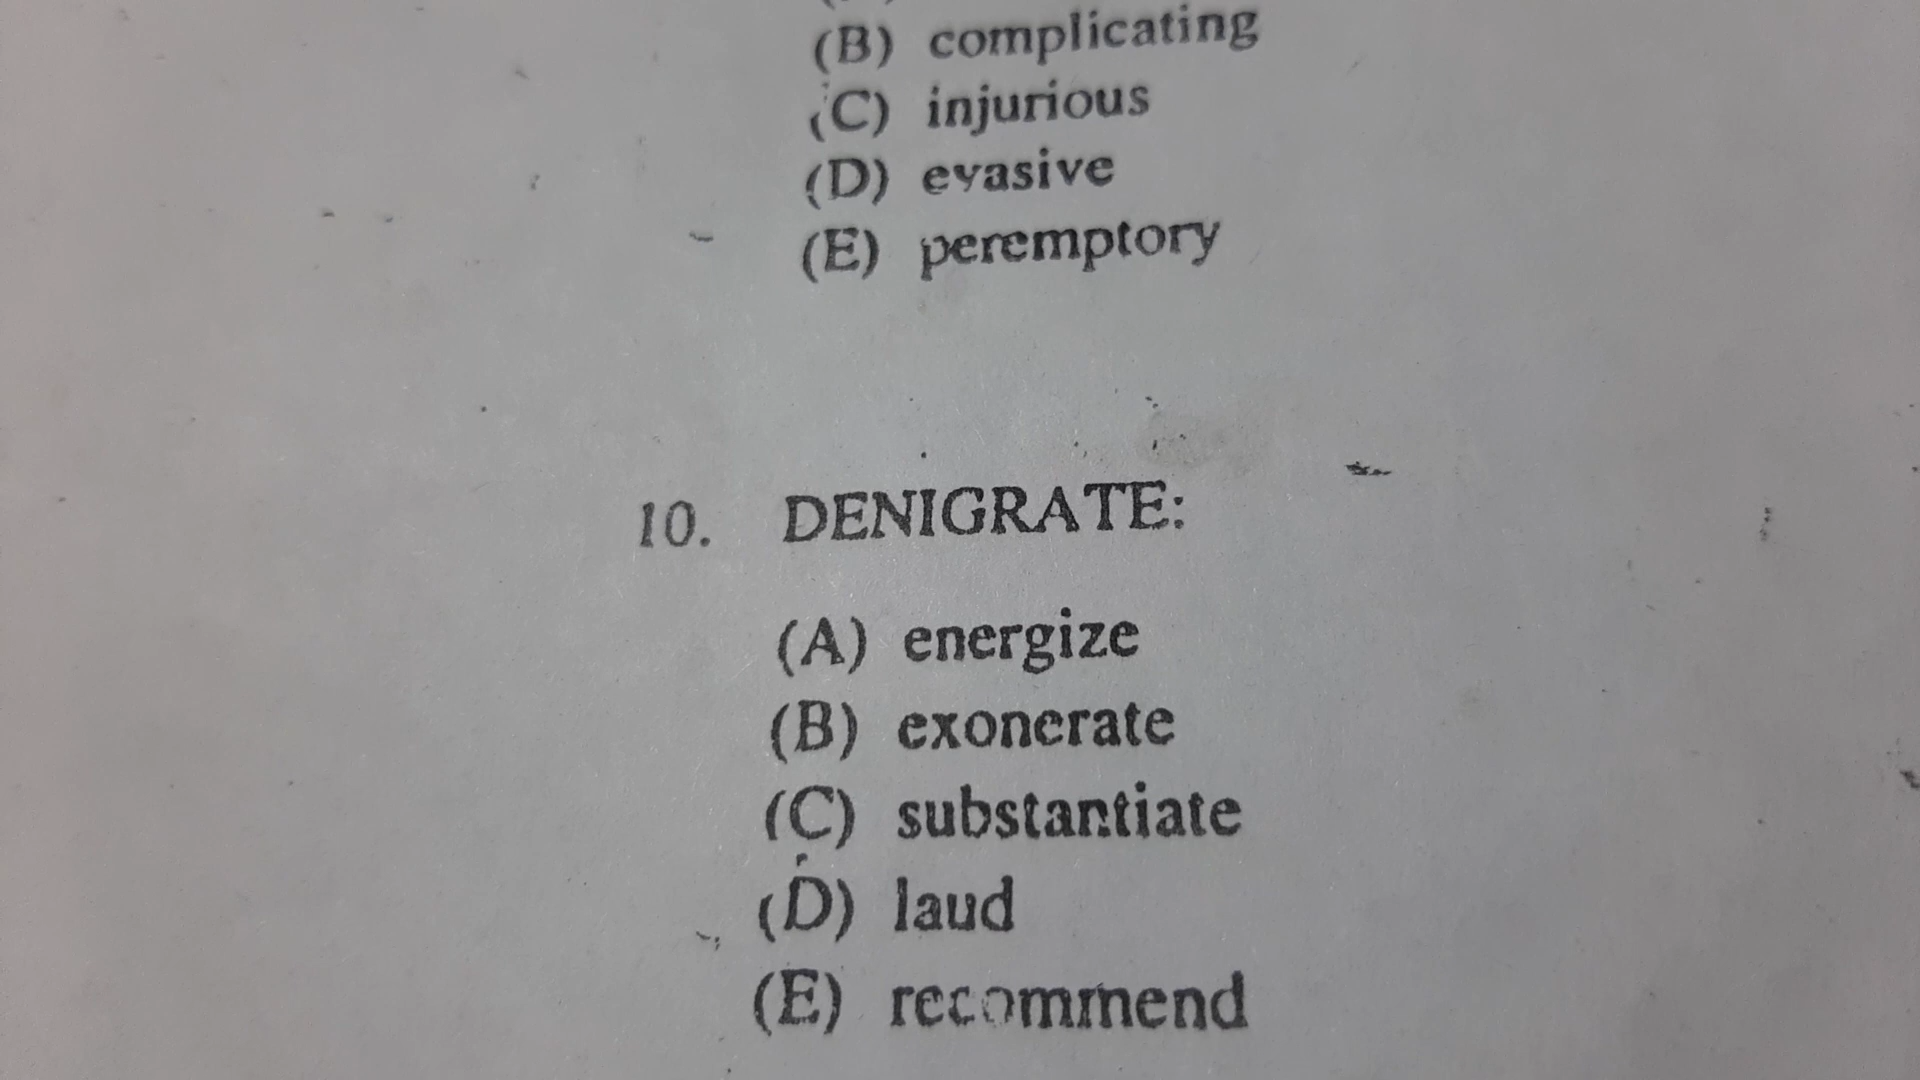 (B) complicating
(C) injurious
(D) evasive
(E) peremptory
10. DENIGRATE:
(A) energize
(B) exonerate
(C) substantiate
(D) laud
(E) recommend